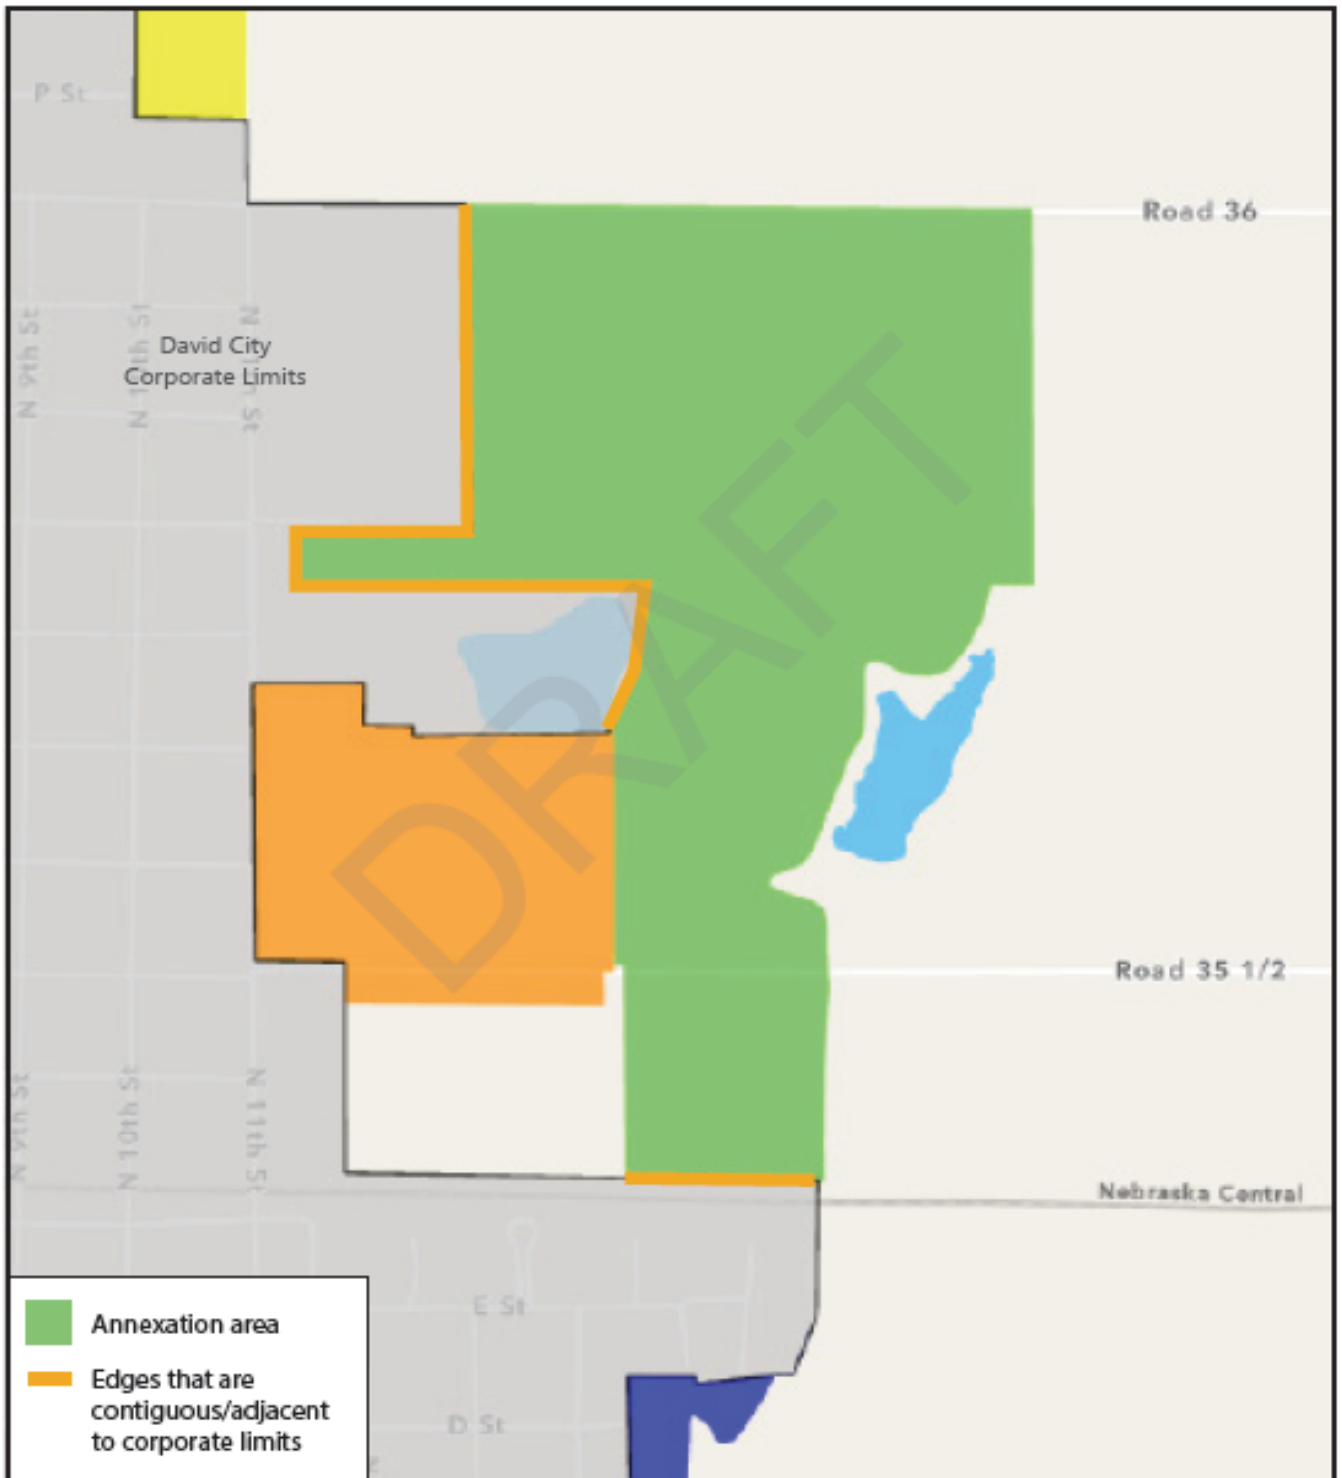 P St
Road 36
N 9th St
N 10th St
N 11th St
David City
Corporate Limits
DRAFT
Road 35 1/2
N 9th St
N 10th St
N 11th St
Nebraska Central
E St
D St
Annexation area
Edges that are
contiguous/adjacent
to corporate limits